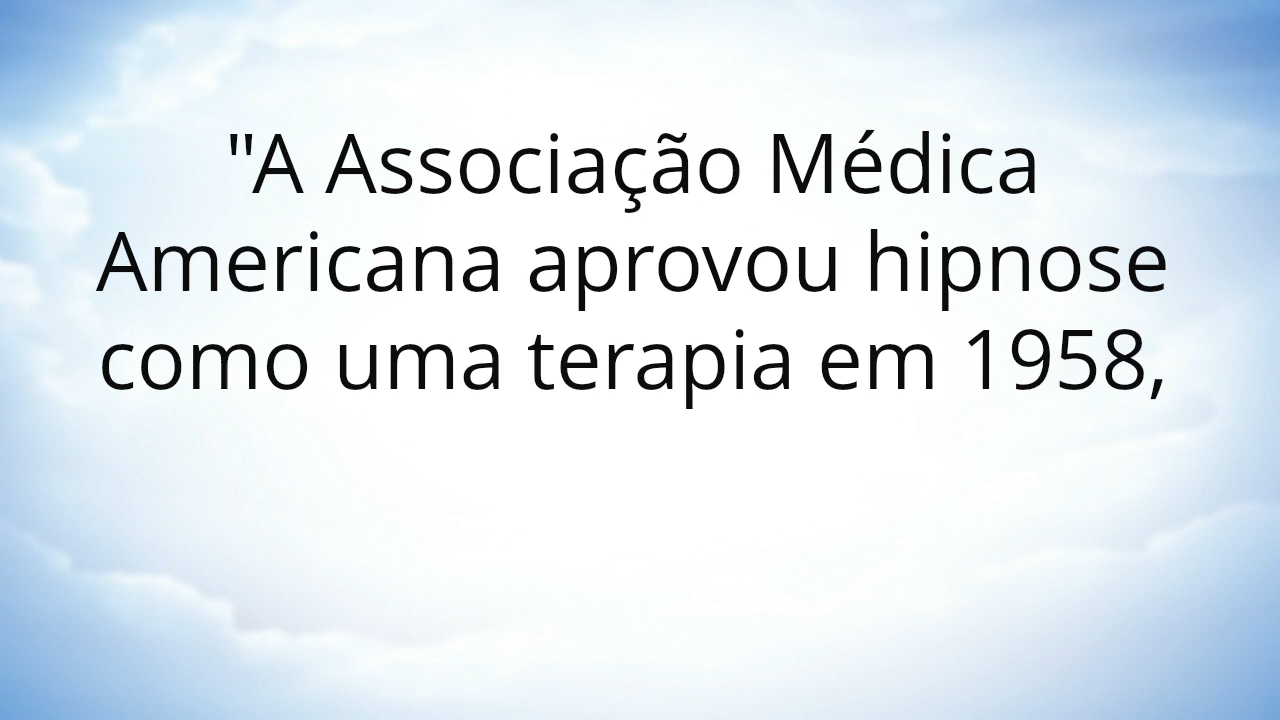 "A Associação Médica
Americana aprovou hipnose
como uma terapia em 1958,